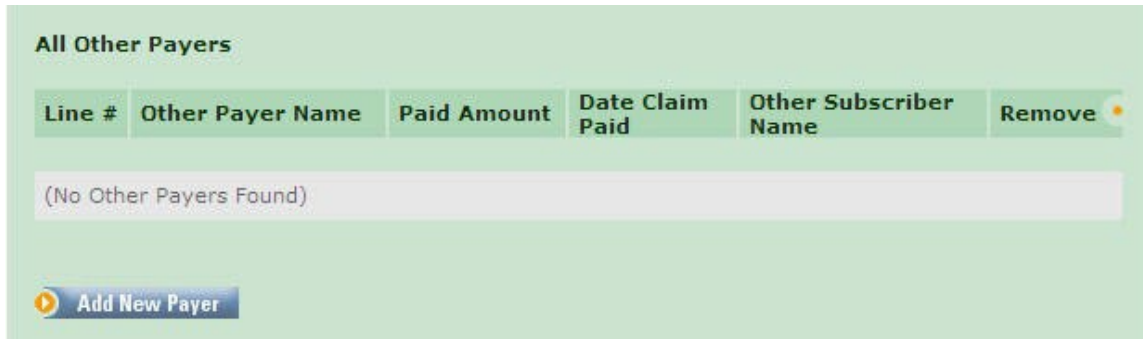 All Other Payers
Line # Other Payer Name Paid Amount Date Claim Paid Other Subscriber Name Remove
(No Other Payers Found)
Add New Payer